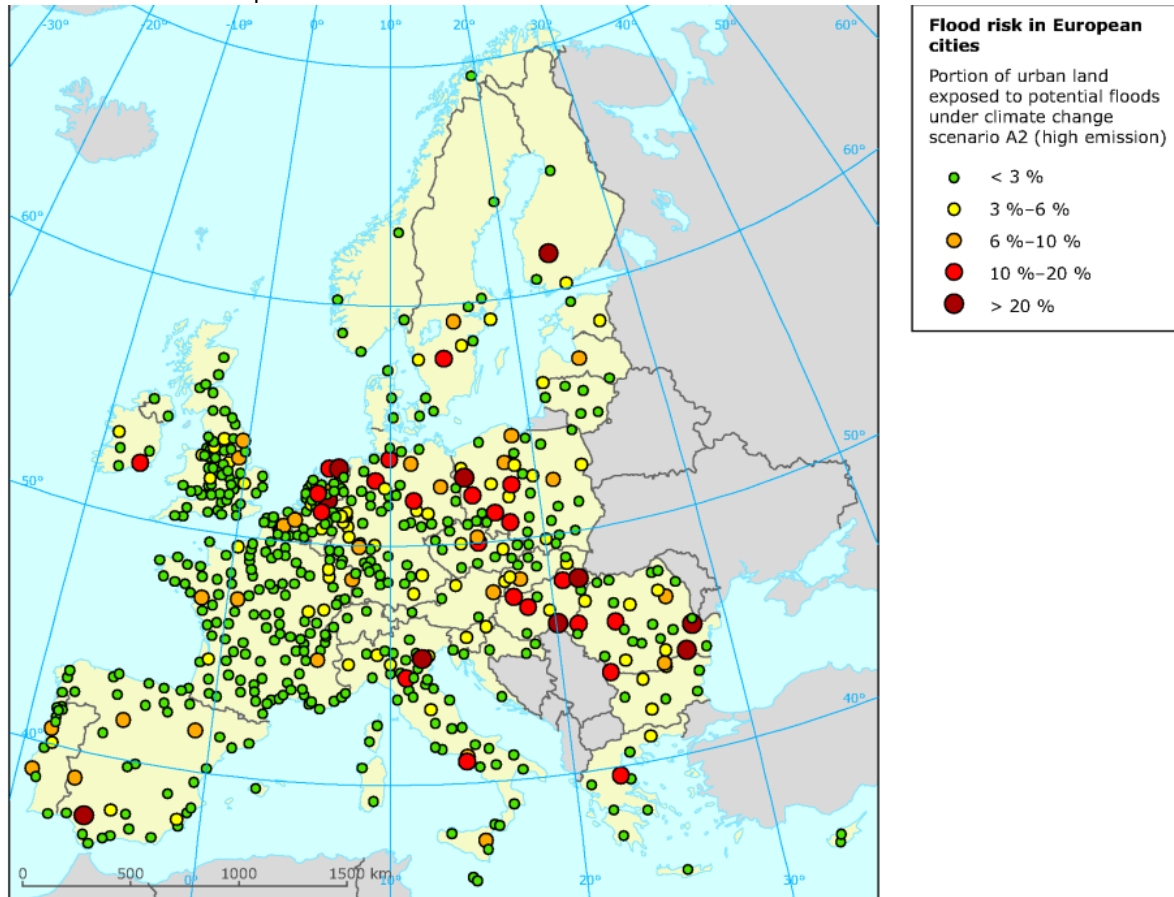 -30°
-20°
-10°
0°
10°
20°
30°
40°
50°
60°
60°
60°
50°
50°
40°
40°
0 500 1000 1500 km
0°
10°
20°
30°
Flood risk in European
cities
Portion of urban land
exposed to potential floods
under climate change
scenario A2 (high emission)
< 3 %
3 %–6 %
6 %–10 %
10 %–20 %
> 20 %